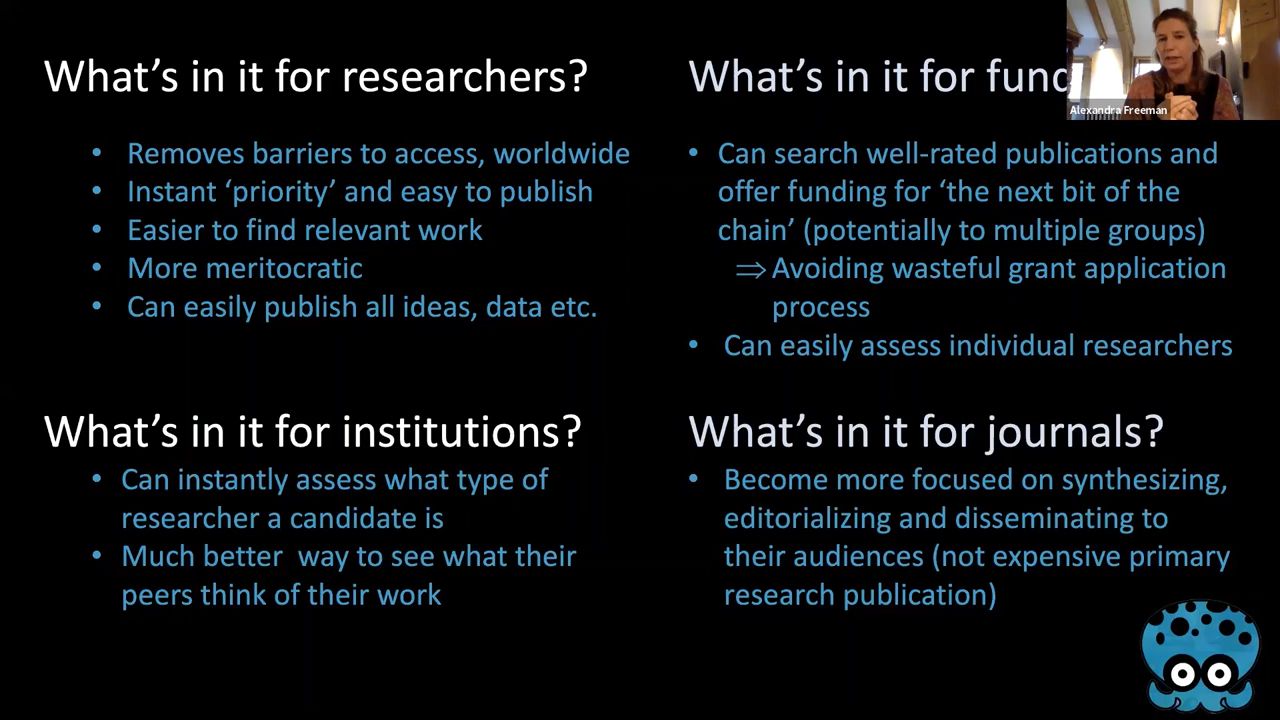 What's in it for researchers?
• Removes barriers to access, worldwide
• Instant ‘priority’ and easy to publish
• Easier to find relevant work
• More meritocratic
• Can easily publish all ideas, data etc.
What's in it for
Alexandra Freeman
• Can search well-rated publications and
offer funding for ‘the next bit of the
chain’ (potentially to multiple groups)
⇒ Avoiding wasteful grant application
process
• Can easily assess individual researchers
What's in it for institutions?
• Can instantly assess what type of
researcher a candidate is
• Much better way to see what their
peers think of their work
What's in it for journals?
• Become more focused on synthesizing,
editorializing and disseminating to
their audiences (not expensive primary
research publication)